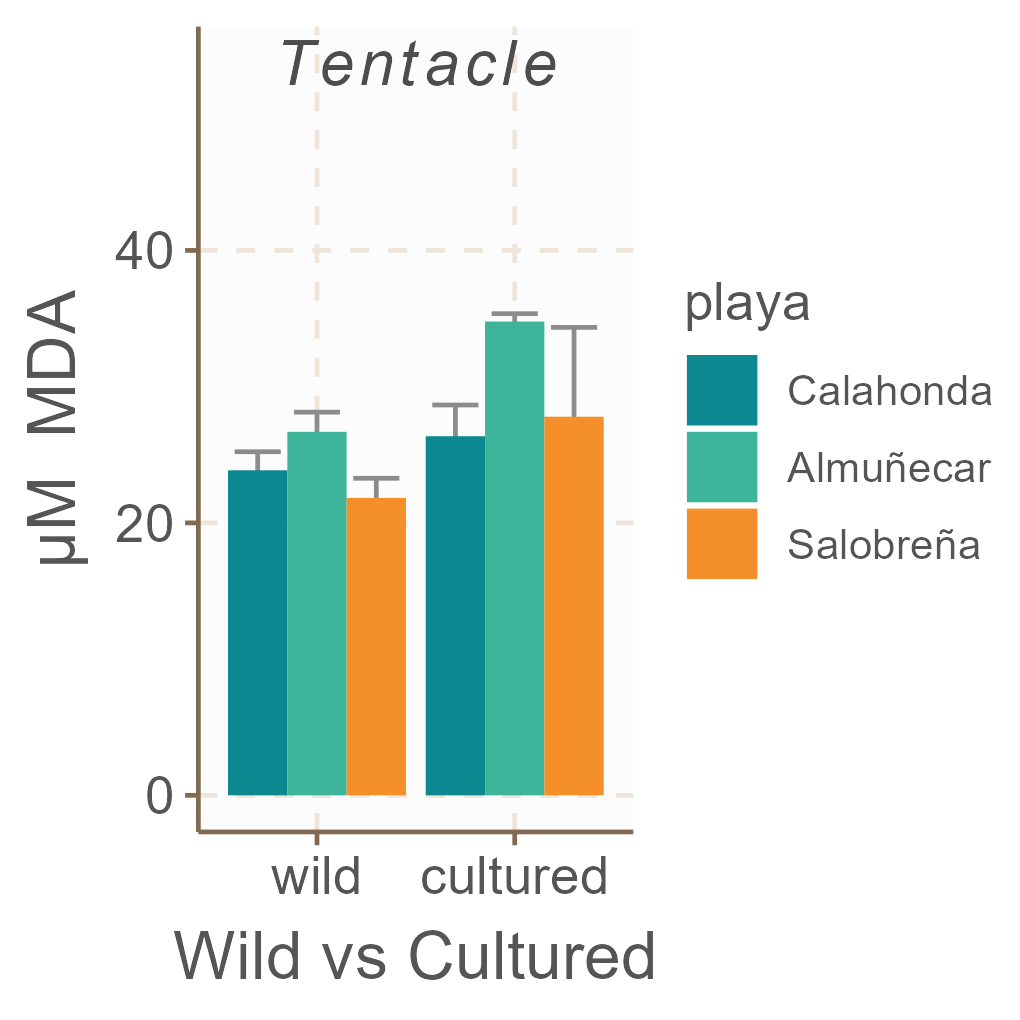 Tentacle
µM MDA
40
20
0
wild cultured
Wild vs Cultured
playa
Calahonda
Almuñecar
Salobreña